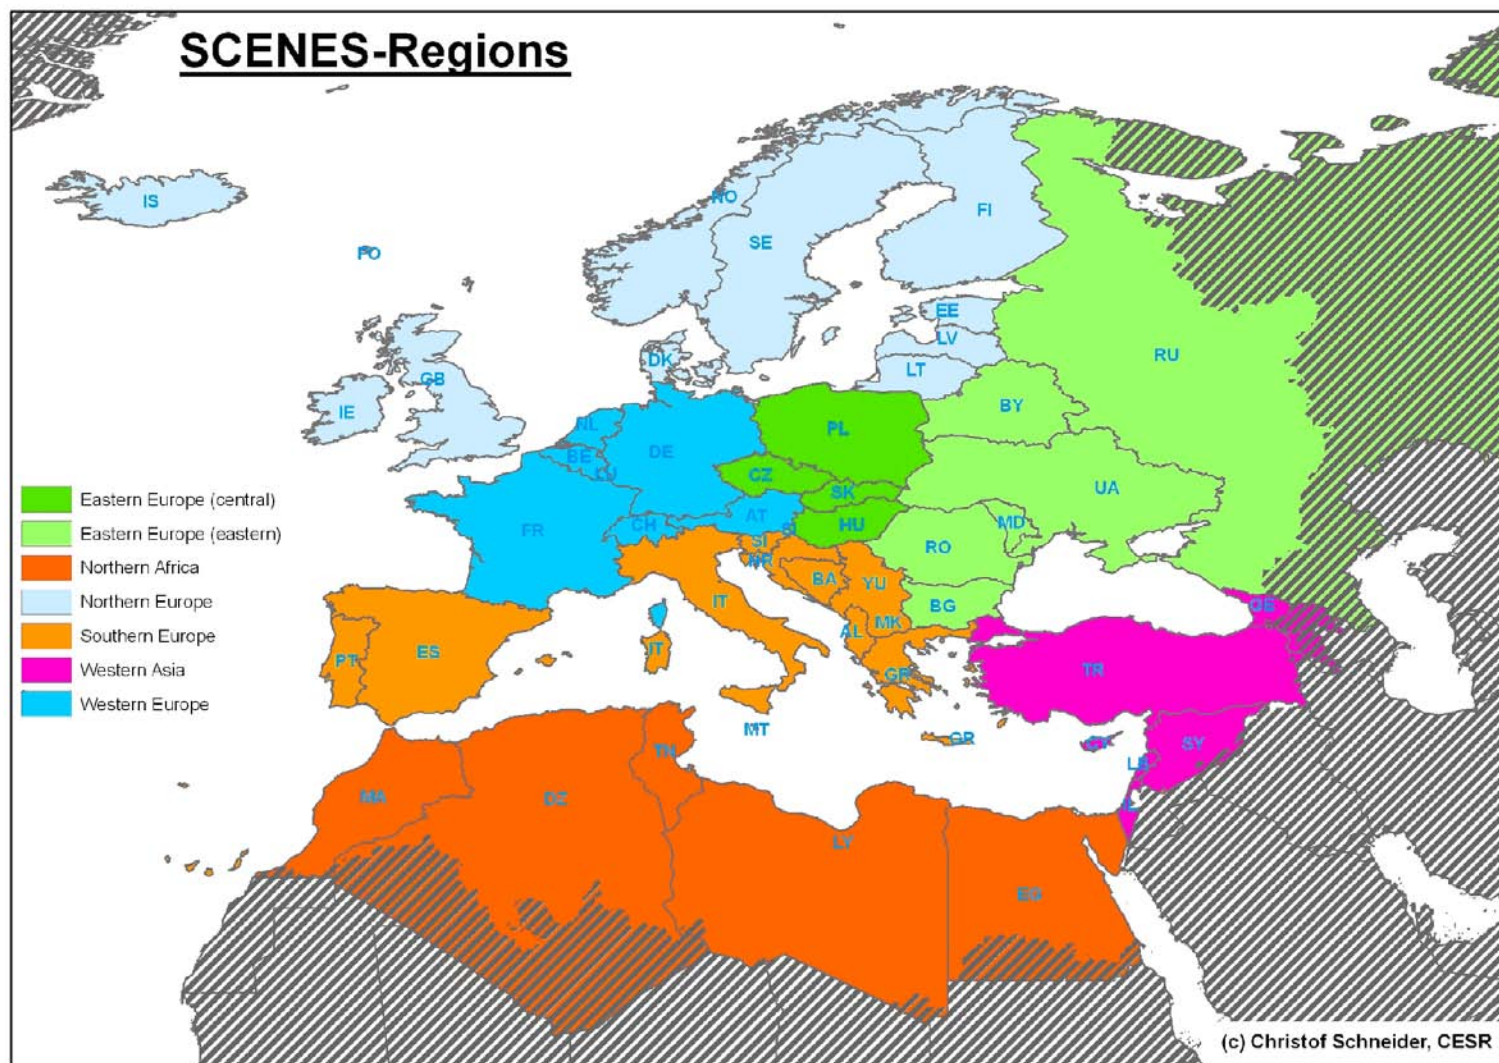 SCENES-Regions
IS
NO
FI
SE
FO
EE
LV
RU
DK
LT
GB
IE
BY
NL
PL
BE
DE
LU
CZ
UA
SK
FR
CH
AT
HU
MD
SI
RO
HR
BA
YU
IT
BG
GE
MK
AL
PT
ES
IT
TR
GR
MT
GR
CY
SY
TN
LB
MA
DZ
IL
LY
EG
Eastern Europe (central)
Eastern Europe (eastern)
Northern Africa
Northern Europe
Southern Europe
Western Asia
Western Europe
(c) Christof Schneider, CESR